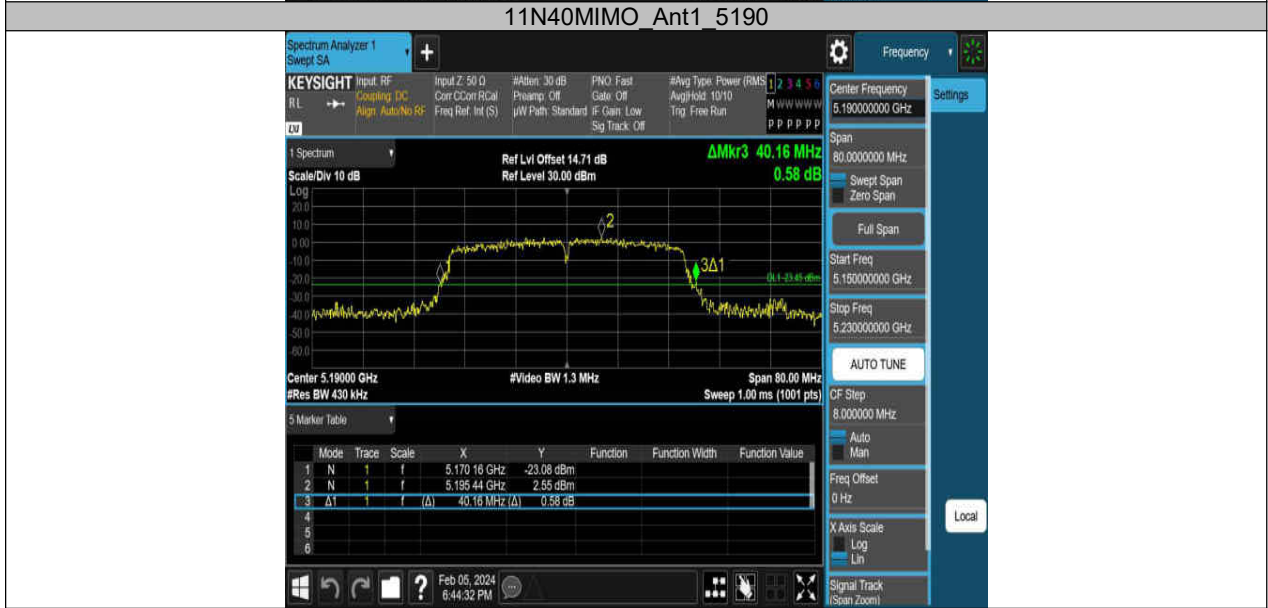 11N40MIMO_Ant1_5190
Spectrum Analyzer 1
Swept SA
+
Frequency
KEYSIGHT
RL
Input: RF
Coupling: DC
Align: Auto/No RF
Input Z: 50 Ω
Corr CCorr RCal
Freq Ref: Int (S)
#Atten: 30 dB
Preamp: Off
µW Path: Standard
PNO: Fast
Gate: Off
IF Gain: Low
Sig Track: Off
#Avg Type: Power (RMS
Avg|Hold: 10/10
Trig: Free Run
1 2 3 4 5 6
M W W W W W
P P P P P P
1 Spectrum
Scale/Div 10 dB
Ref Lvl Offset 14.71 dB
Ref Level 30.00 dBm
ΔMkr3 40.16 MHz
0.58 dB
Log
20.0
10.0
0.00
-10.0
-20.0
-30.0
-40.0
-50.0
-60.0
2
3Δ1
DL1 -23.45 dBm
Center 5.19000 GHz
#Video BW 1.3 MHz
Span 80.00 MHz
#Res BW 430 kHz
Sweep 1.00 ms (1001 pts)
5 Marker Table
Mode Trace Scale X Y Function Function Width Function Value
1 N 1 f 5.170 16 GHz -23.08 dBm
2 N 1 f 5.195 44 GHz 2.55 dBm
3 Δ1 1 f (Δ) 40.16 MHz (Δ) 0.58 dB
4
5
6
Feb 05, 2024
6:44:32 PM
Center Frequency
5.190000000 GHz
Settings
Span
80.0000000 MHz
Swept Span
Zero Span
Full Span
Start Freq
5.150000000 GHz
Stop Freq
5.230000000 GHz
AUTO TUNE
CF Step
8.000000 MHz
Auto
Man
Freq Offset
0 Hz
X Axis Scale
Log
Lin
Local
Signal Track
(Span Zoom)